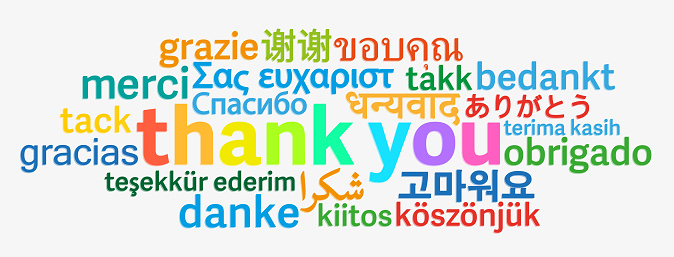 grazie 谢谢 ขอบคุณ
merci Σας ευχαριστ takk bedankt
Спасибо धन्यवाद ありがとう
tack thank you terima kasih
gracias obrigado
teşekkür ederim شكرا 고마워요
danke kiitos köszönjük